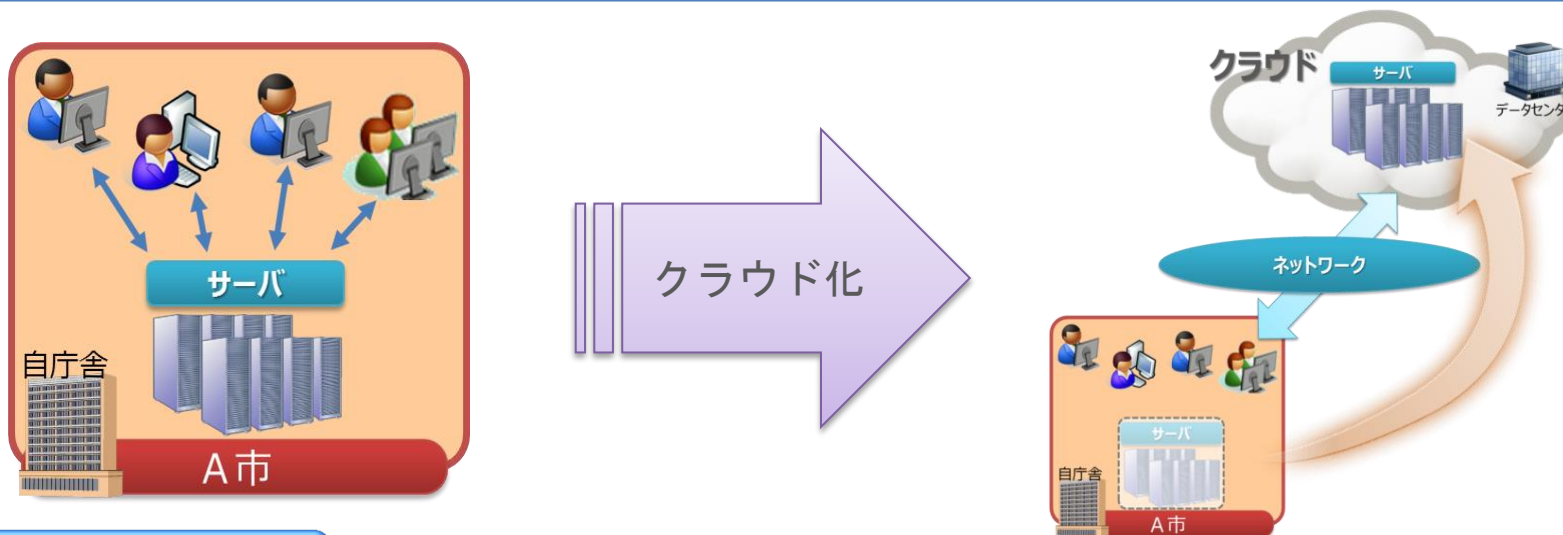 サーバ
自庁舎
A市
クラウド化
クラウド
サーバ
データセンタ
ネットワーク
サーバ
自庁舎
A市